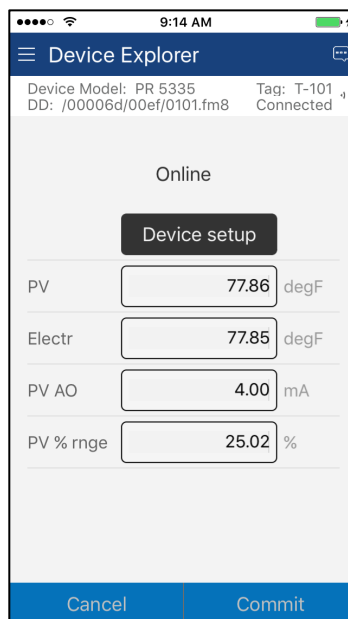 9:14 AM
Device Explorer
Device Model: PR 5335 Tag: T-101
DD: /00006d/00ef/0101.fm8 Connected
Online
Device setup
PV 77.86 degF
Electr 77.85 degF
PV AO 4.00 mA
PV % rnge 25.02 %
Cancel Commit